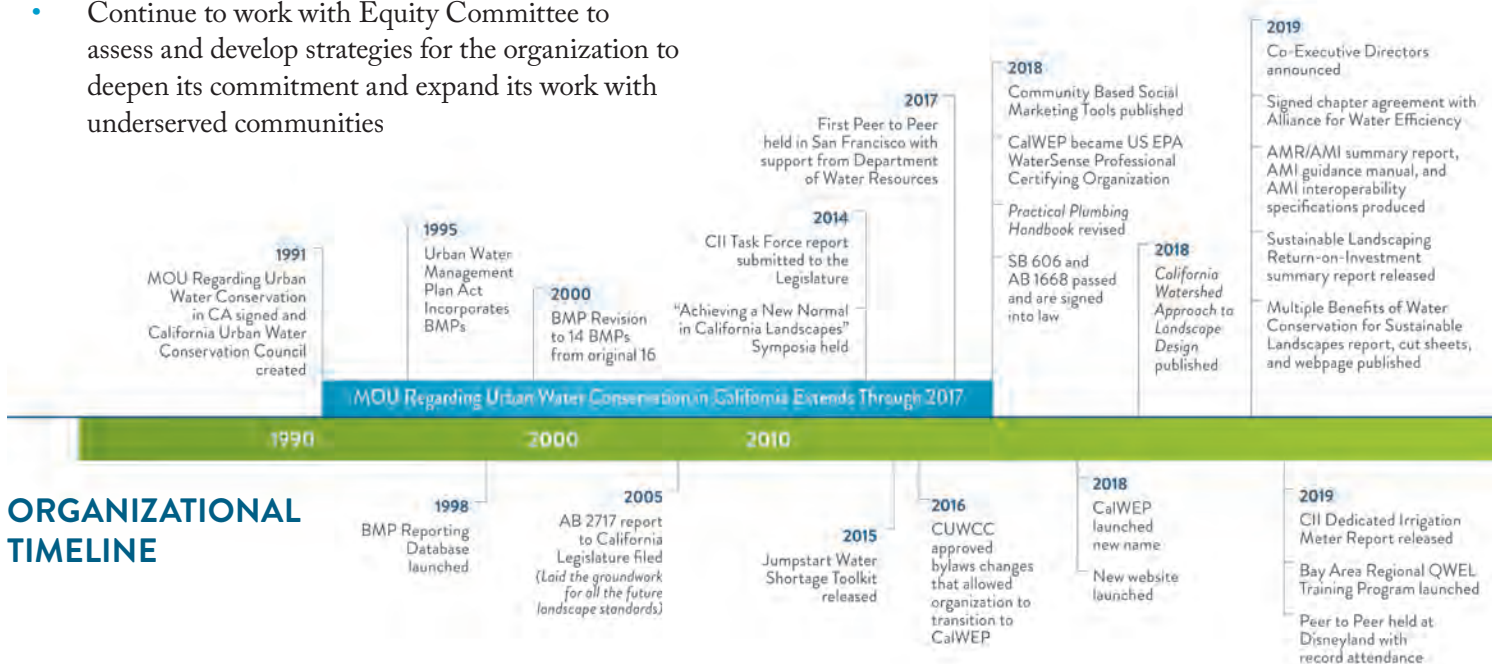 • Continue to work with Equity Committee to
assess and develop strategies for the organization to
deepen its commitment and expand its work with
underserved communities
1991
MOU Regarding Urban
Water Conservation
in CA signed and
California Urban Water
Conservation Council
created
1995
Urban Water
Management
Plan Act
Incorporates
BMPs
2000
BMP Revision
to 14 BMPs
from original 16
2014
CII Task Force report
submitted to the
Legislature
"Achieving a New Normal
in California Landscapes"
Symposia held
2017
First Peer to Peer
held in San Francisco with
support from Department
of Water Resources
2018
Community Based Social
Marketing Tools published
CalWEP became US EPA
WaterSense Professional
Certifying Organization
Practical Plumbing
Handbook revised
SB 606 and
AB 1668 passed
and are signed
into law
2018
California
Watershed
Approach to
Landscape
Design
published
2019
Co-Executive Directors
announced
Signed chapter agreement with
Alliance for Water Efficiency
AMR/AMI summary report,
AMI guidance manual, and
AMI interoperability
specifications produced
Sustainable Landscaping
Return-on-Investment
summary report released
Multiple Benefits of Water
Conservation for Sustainable
Landscapes report, cut sheets,
and webpage published
MOU Regarding Urban Water Conservation in California Extends Through 2017
1990
2000
2010
ORGANIZATIONAL
TIMELINE
1998
BMP Reporting
Database
launched
2005
AB 2717 report
to California
Legislature filed
(Laid the groundwork
for all the future
landscape standards)
2015
Jumpstart Water
Shortage Toolkit
released
2016
CUWCC
approved
bylaws changes
that allowed
organization to
transition to
CalWEP
2018
CalWEP
launched
new name
New website
launched
2019
CII Dedicated Irrigation
Meter Report released
Bay Area Regional QWEL
Training Program launched
Peer to Peer held at
Disneyland with
record attendance